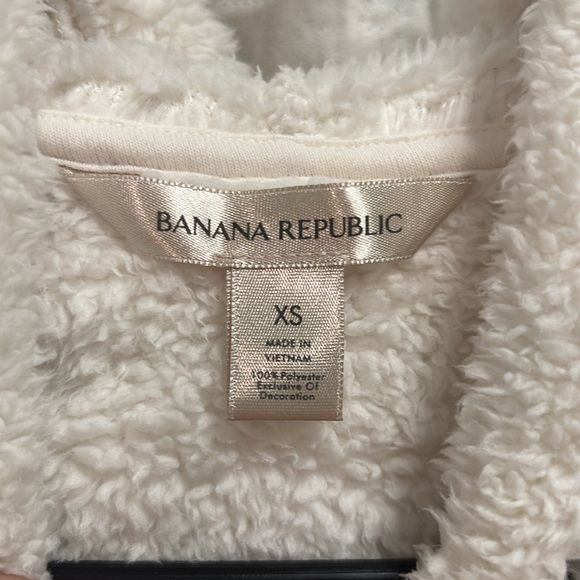 BANANA REPUBLIC
XS
MADE IN
VIETNAM
100% Polyester
Exclusive Of
Decoration